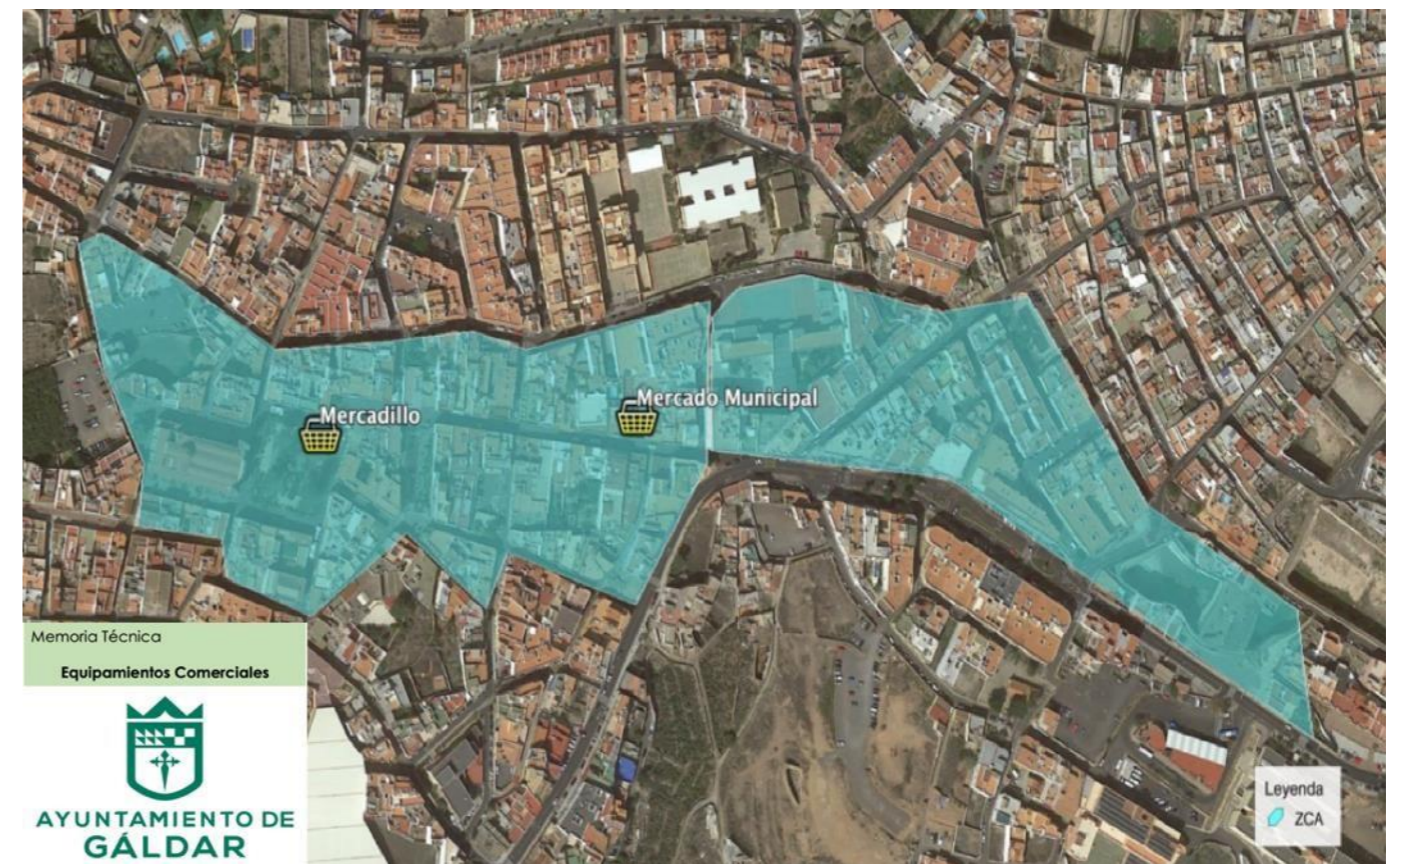 Mercado Municipal
Mercadillo
Memoria Técnica
Equipamientos Comerciales
AYUNTAMIENTO DE
GÁLDAR
Leyenda
ZCA